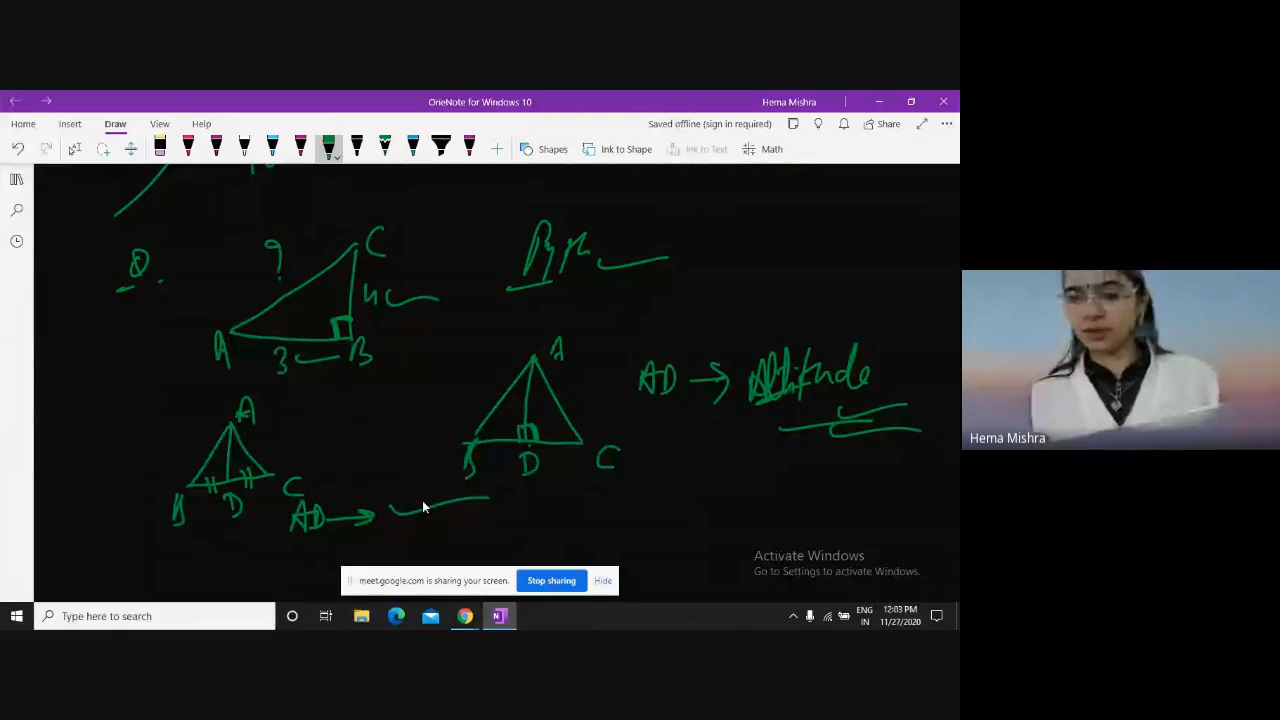 OneNote for Windows 10
Hema Mishra
Home Insert Draw View Help
Saved offline (sign in required)
Share
Shapes
Ink to Shape
Ink to Text
Math
Q.
?
C
4
A
3
B
Pyth
A
B
D
C
AD → Altitude
A
B
D
C
AD →
Hema Mishra
Activate Windows
Go to Settings to activate Windows.
meet.google.com is sharing your screen.
Stop sharing
Hide
Type here to search
ENG
IN
12:03 PM
11/27/2020